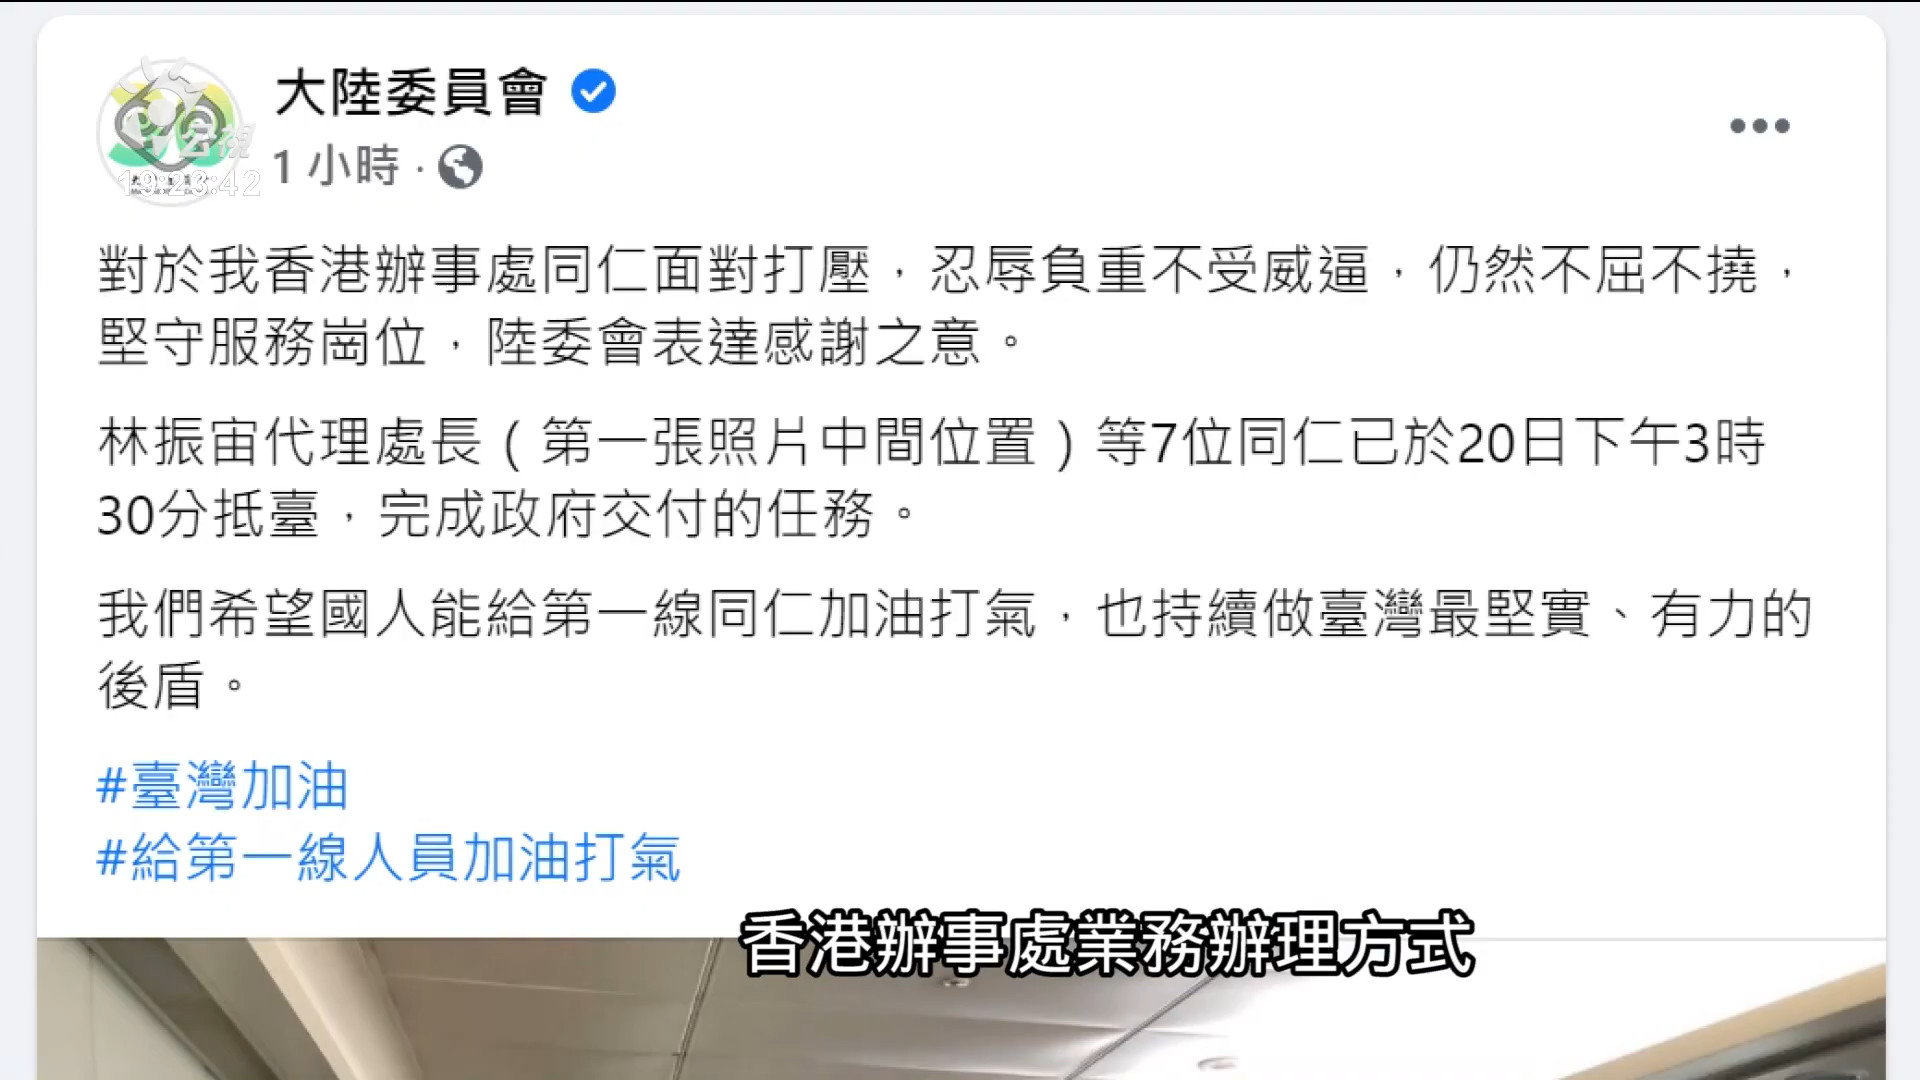 大陸委員會
公視
19:23:42
1 小時 ·
對於我香港辦事處同仁面對打壓，忍辱負重不受威逼，仍然不屈不撓，
堅守服務崗位，陸委會表達感謝之意。
林振宙代理處長（第一張照片中間位置）等7位同仁已於20日下午3時
30分抵臺，完成政府交付的任務。
我們希望國人能給第一線同仁加油打氣，也持續做臺灣最堅實、有力的
後盾。
#臺灣加油
#給第一線人員加油打氣
香港辦事處業務辦理方式